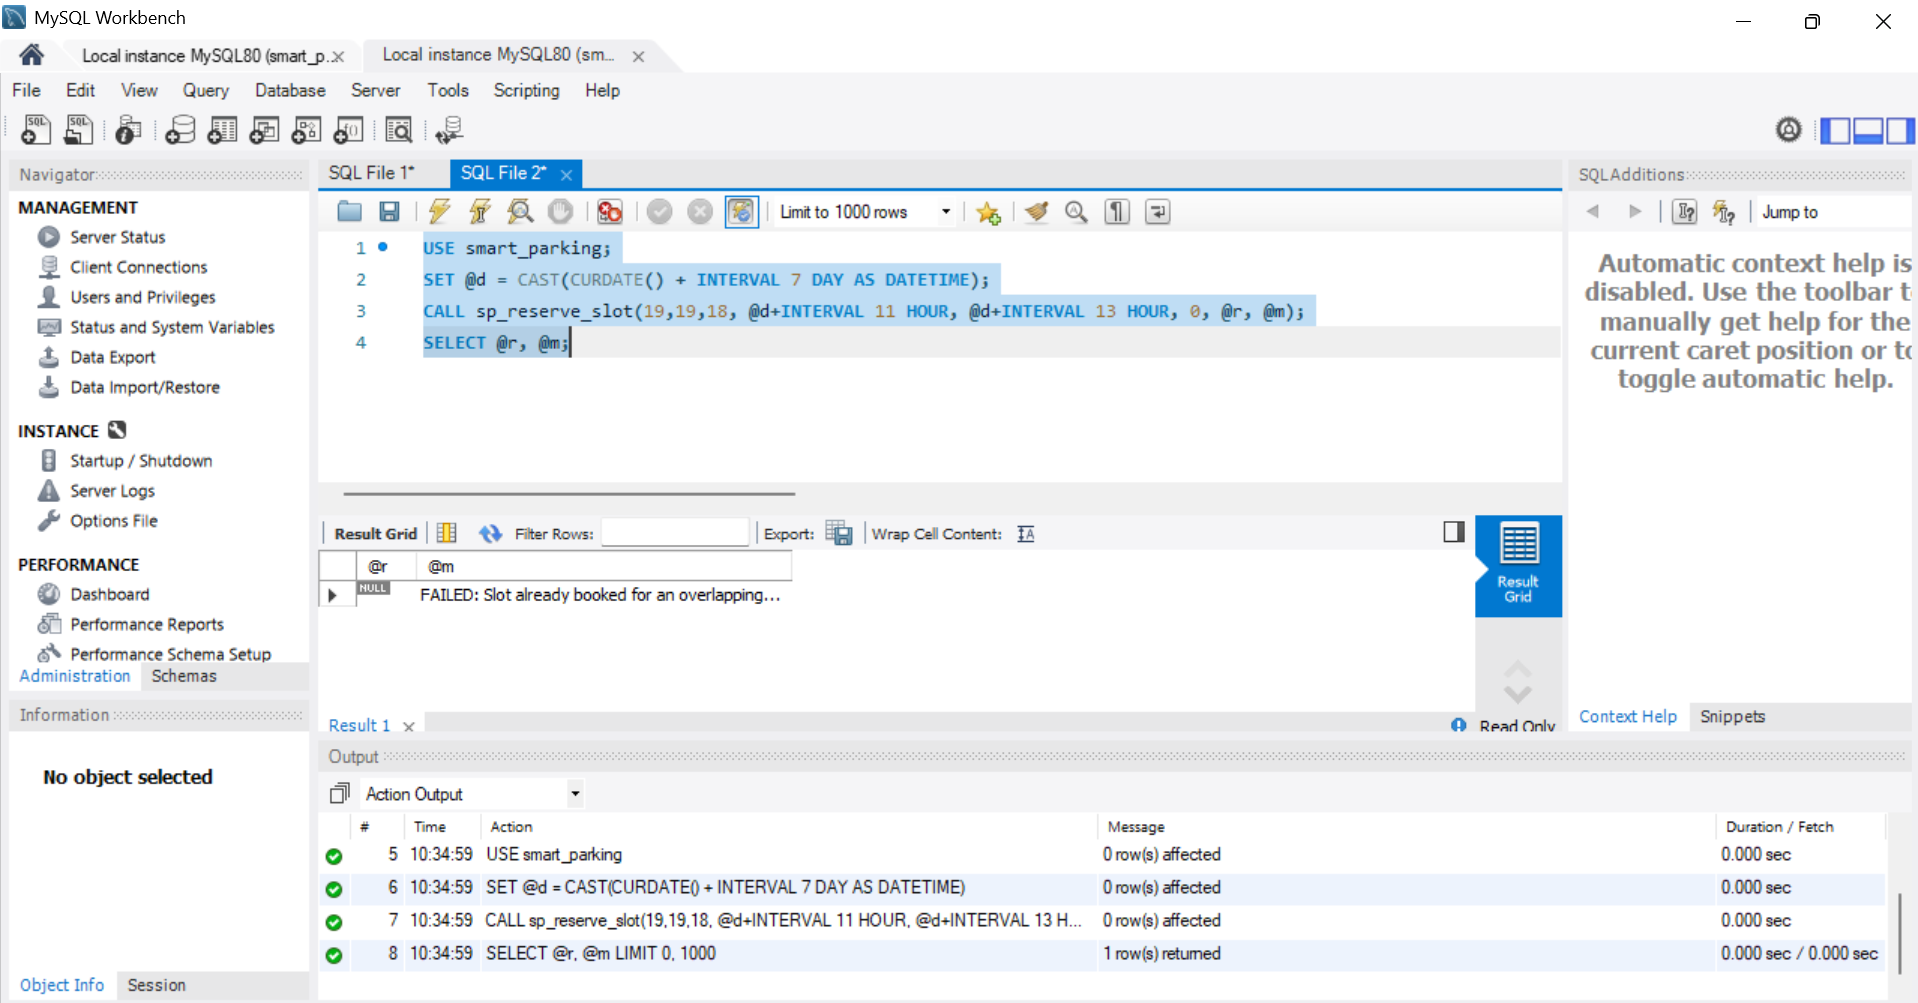 MySQL Workbench
Local instance MySQL80 (smart_p...
Local instance MySQL80 (sm...
File Edit View Query Database Server Tools Scripting Help
Navigator
MANAGEMENT
Server Status
Client Connections
Users and Privileges
Status and System Variables
Data Export
Data Import/Restore
INSTANCE
Startup / Shutdown
Server Logs
Options File
PERFORMANCE
Dashboard
Performance Reports
Performance Schema Setup
Administration Schemas
Information
No object selected
Object Info Session
SQL File 1*
SQL File 2*
Limit to 1000 rows
1 USE smart_parking;
2 SET @d = CAST(CURDATE() + INTERVAL 7 DAY AS DATETIME);
3 CALL sp_reserve_slot(19,19,18, @d+INTERVAL 11 HOUR, @d+INTERVAL 13 HOUR, 0, @r, @m);
4 SELECT @r, @m;
Result Grid Filter Rows: Export: Wrap Cell Content:
@r @m
NULL FAILED: Slot already booked for an overlapping...
Result
Grid
Result 1
Read Only
SQLAdditions
Jump to
Automatic context help is
disabled. Use the toolbar t
manually get help for the
current caret position or to
toggle automatic help.
Context Help Snippets
Output
Action Output
# Time Action Message Duration / Fetch
5 10:34:59 USE smart_parking 0 row(s) affected 0.000 sec
6 10:34:59 SET @d = CAST(CURDATE() + INTERVAL 7 DAY AS DATETIME) 0 row(s) affected 0.000 sec
7 10:34:59 CALL sp_reserve_slot(19,19,18, @d+INTERVAL 11 HOUR, @d+INTERVAL 13 H... 0 row(s) affected 0.000 sec
8 10:34:59 SELECT @r, @m LIMIT 0, 1000 1 row(s) returned 0.000 sec / 0.000 sec